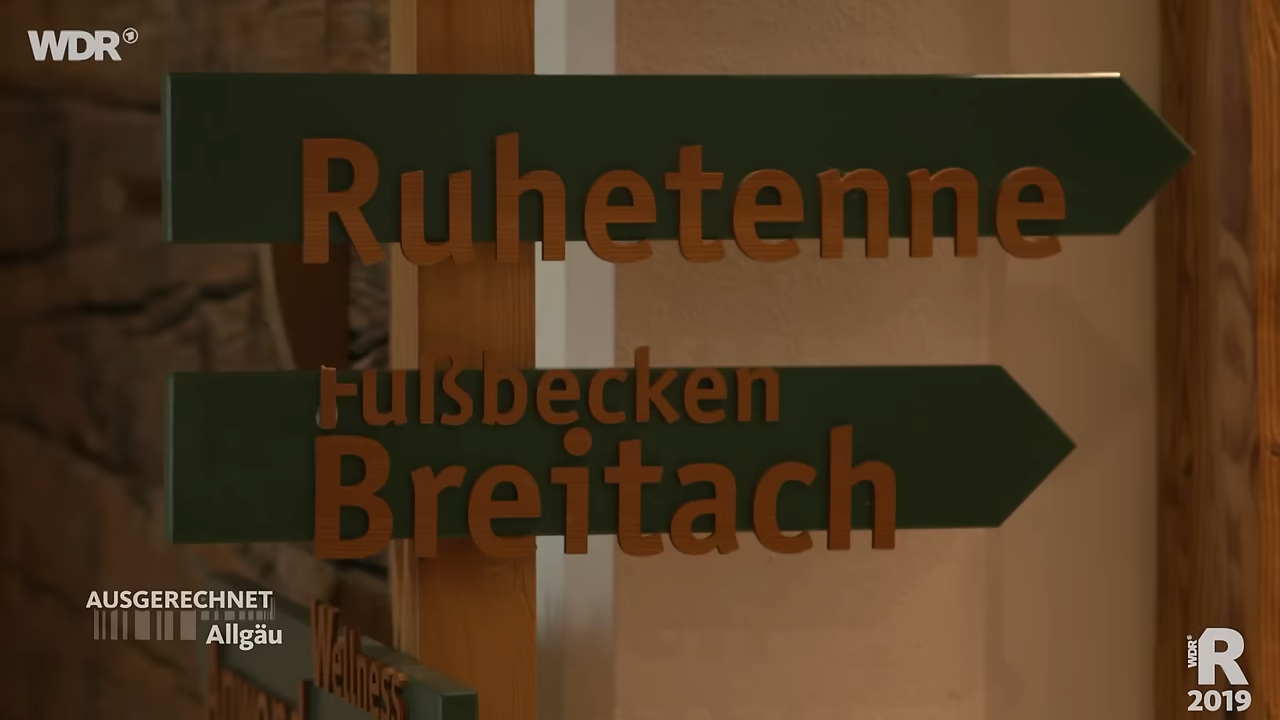 WDR
Ruhetenne
Fußbecken
Breitach
AUSGERECHNET
Allgäu
Wellness
WDR R
2019